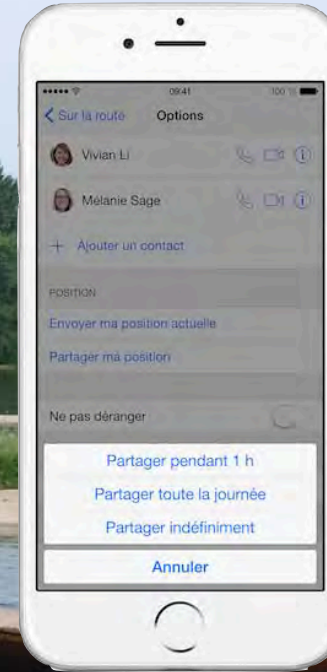 09:41 100 %
Sur la route Options
Vivian Li
Mélanie Sage
+ Ajouter un contact
POSITION
Envoyer ma position actuelle
Partager ma position
Ne pas déranger
Partager pendant 1 h
Partager toute la journée
Partager indéfiniment
Annuler